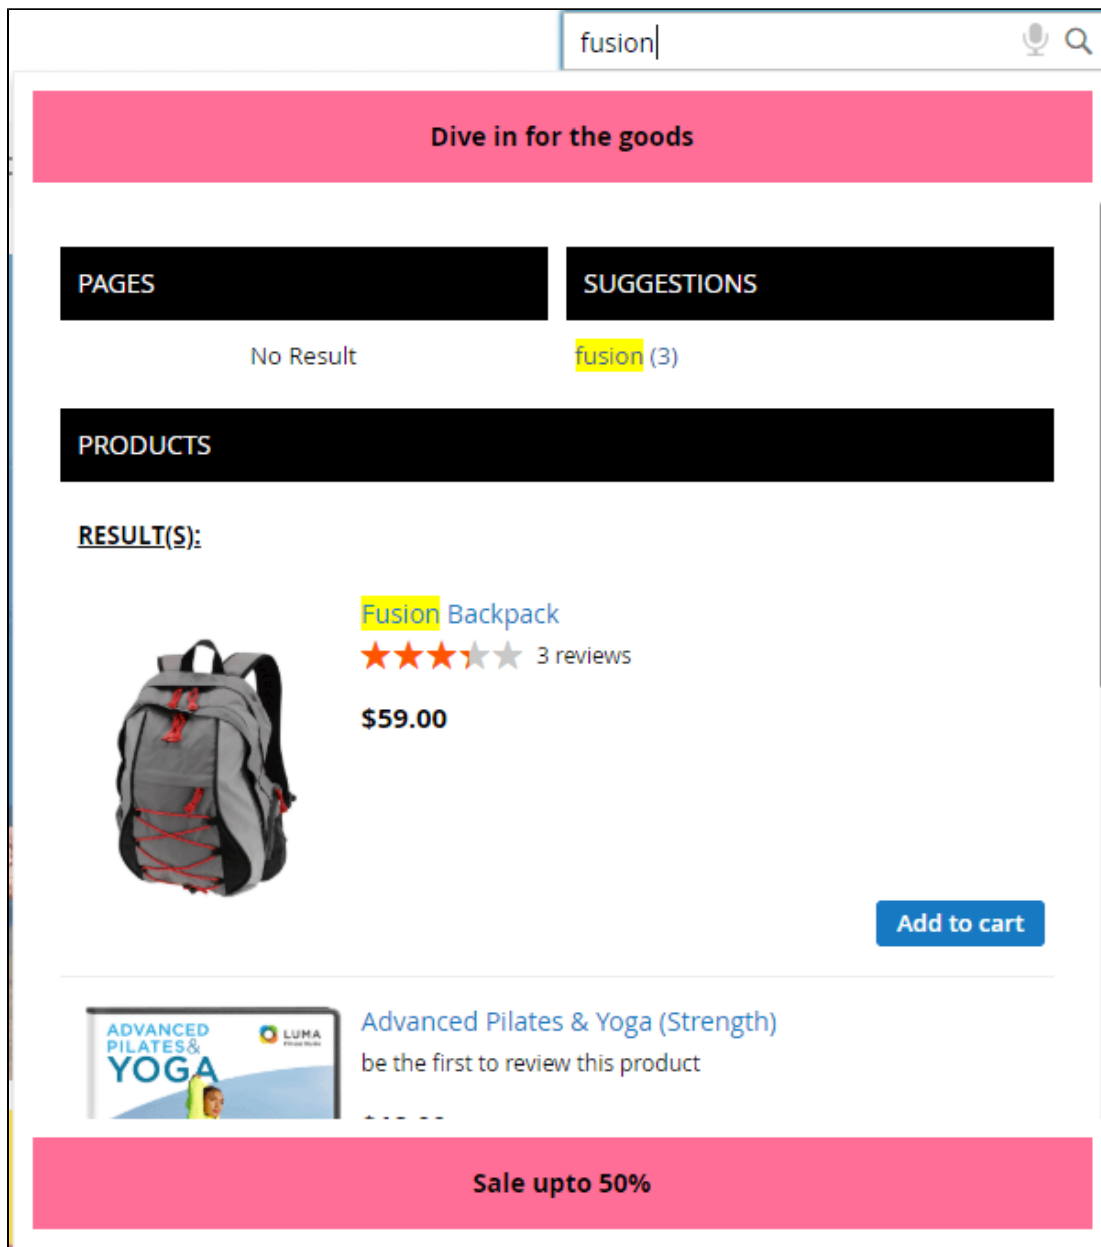 fusion
Dive in for the goods
PAGES
SUGGESTIONS
No Result
fusion (3)
PRODUCTS
RESULT(S):
Fusion Backpack
3 reviews
$59.00
Add to cart
Advanced Pilates & Yoga (Strength)
be the first to review this product
ADVANCED
PILATES&
YOGA
LUMA
Sale upto 50%